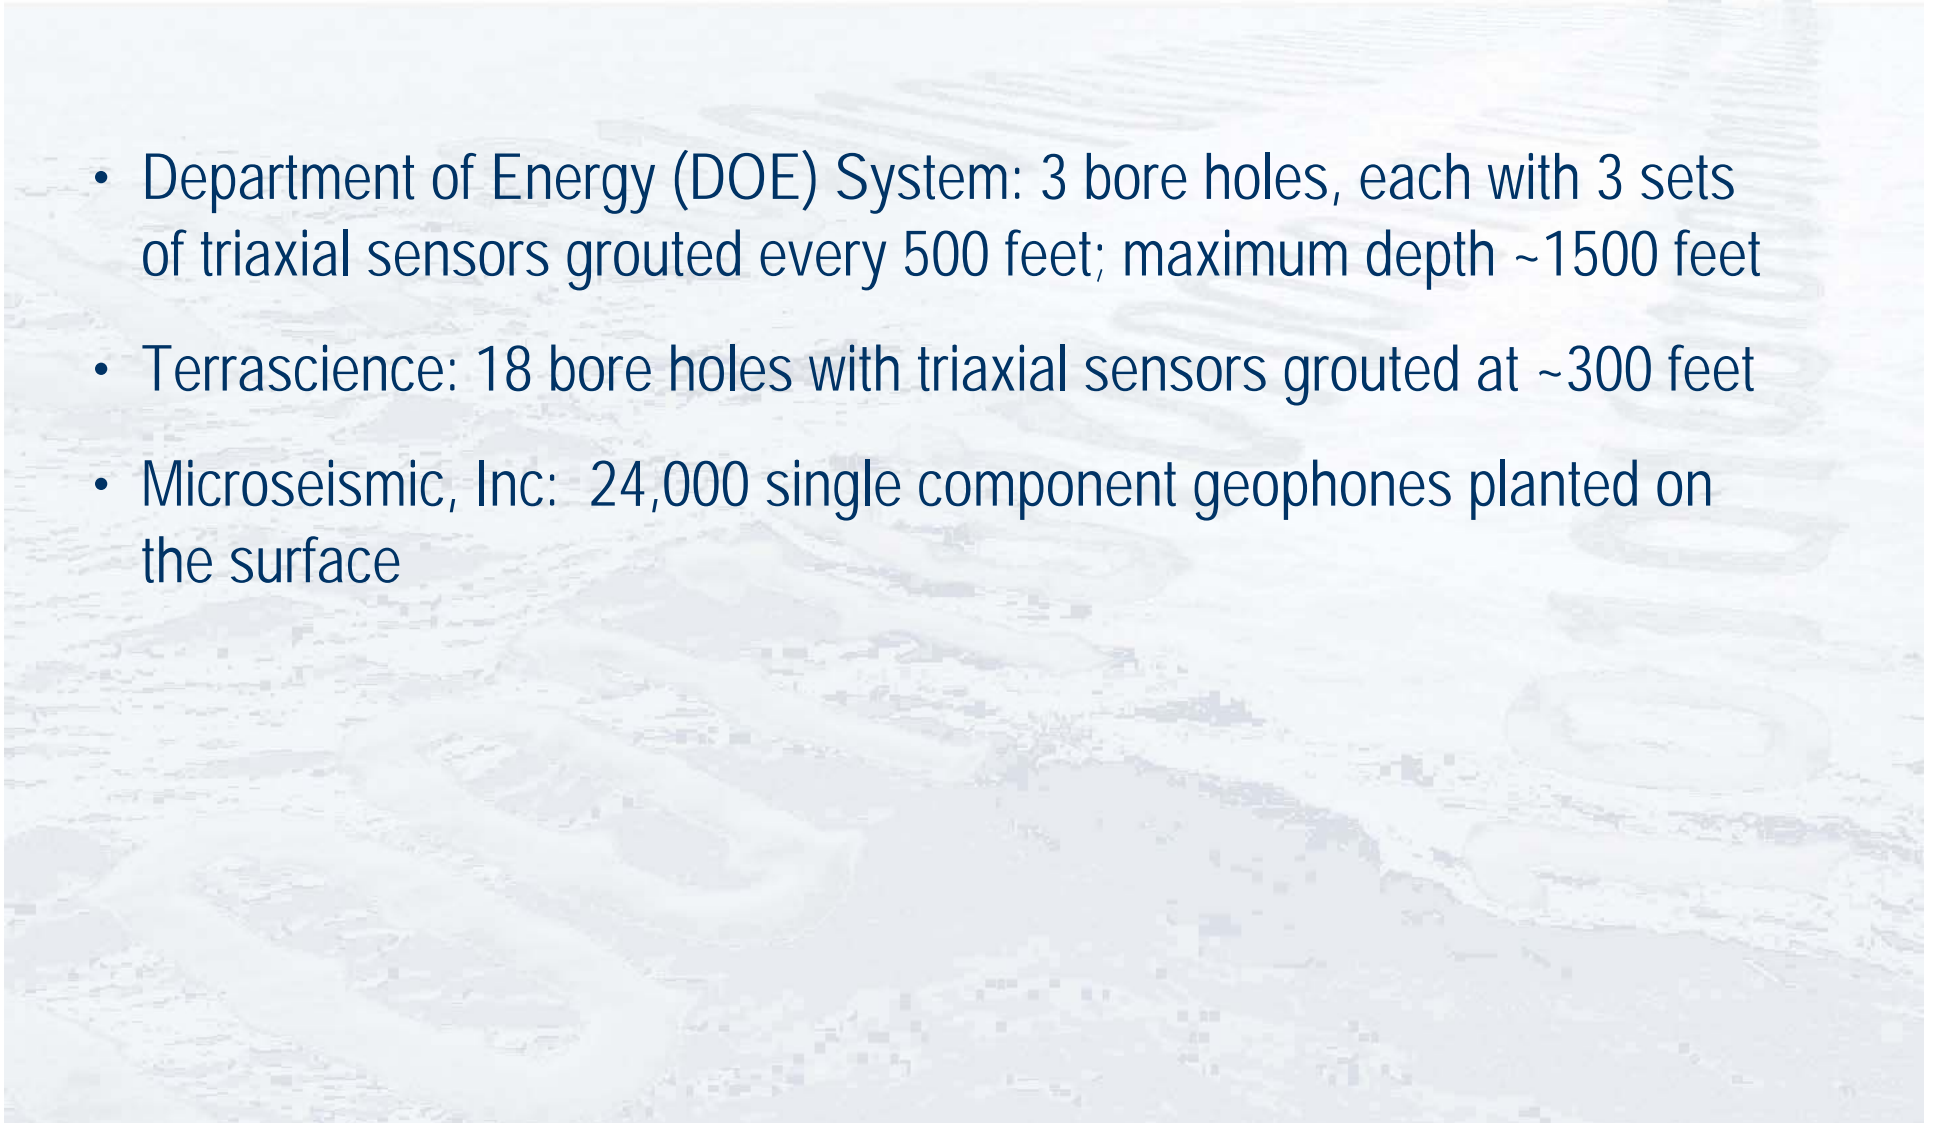 • Department of Energy (DOE) System: 3 bore holes, each with 3 sets
of triaxial sensors grouted every 500 feet; maximum depth ~1500 feet
• Terrascience: 18 bore holes with triaxial sensors grouted at ~300 feet
• Microseismic, Inc:  24,000 single component geophones planted on
the surface